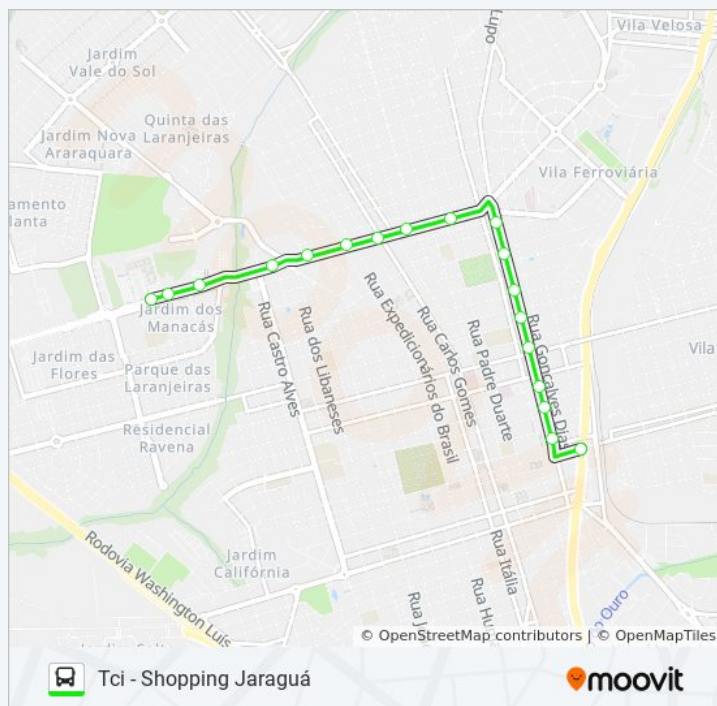 Jardim
Vale do Sol
Vila Velosa
Quinta das
Laranjeiras
Jardim Nova
Araraquara
Vila Ferroviária
amento
lanta
Jardim dos
Manacás
Jardim das
Flores
Parque das
Laranjeiras
Residencial
Ravena
Rua Castro Alves
Rua dos Libaneses
Rua Expedicionários do Brasil
Rua Carlos Gomes
Rua Padre Duarte
Rua Gonçalves Dias
Vila
Jardim
Califórnia
Rodovia Washington Luís
Rua Itália
Rua J
Rua Hu
Ouro
© OpenStreetMap contributors | © OpenMapTiles
Tci - Shopping Jaraguá
moovit